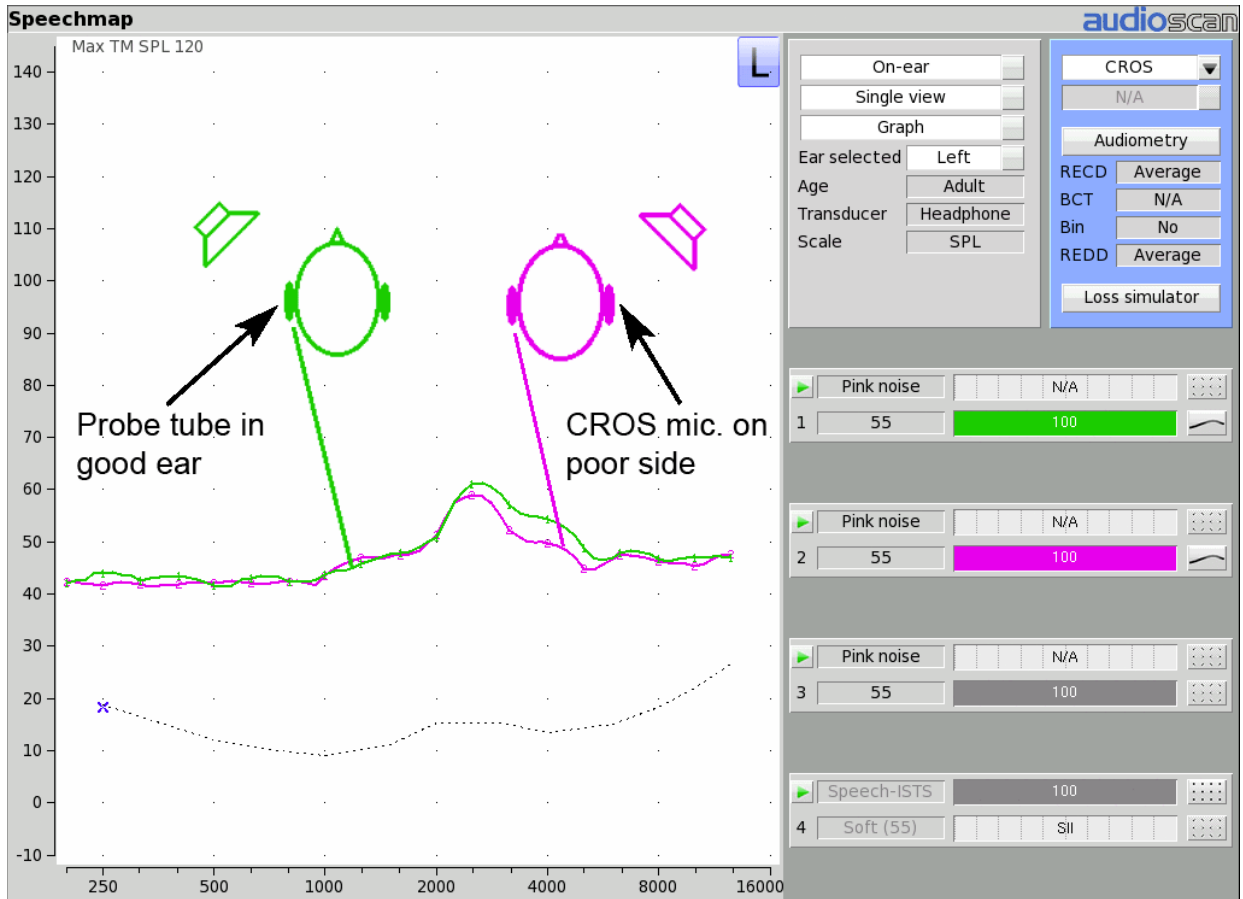 Speechmap
audioscan
Max TM SPL 120
L
140
130
120
110
100
90
80
70
60
50
40
30
20
10
0
-10
250
500
1000
2000
4000
8000
16000
Probe tube in
good ear
CROS mic. on
poor side
On-ear
Single view
Graph
Ear selected Left
Age Adult
Transducer Headphone
Scale SPL
CROS
N/A
Audiometry
RECD Average
BCT N/A
Bin No
REDD Average
Loss simulator
Pink noise N/A
1 55 100
Pink noise N/A
2 55 100
Pink noise N/A
3 55 100
Speech-ISTS 100
4 Soft (55) SII